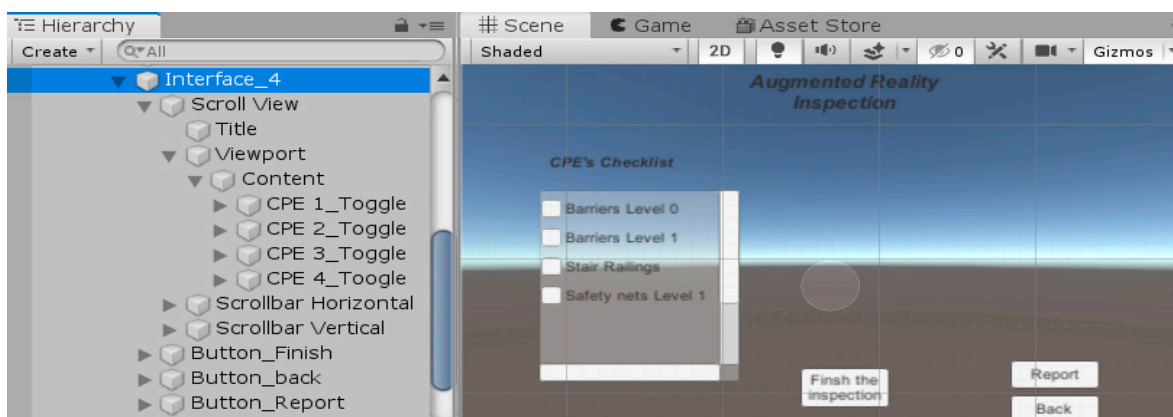 Hierarchy
Create
All
Interface_4
Scroll View
Title
Viewport
Content
CPE 1_Toggle
CPE 2_Toggle
CPE 3_Toggle
CPE 4_Toogle
Scrollbar Horizontal
Scrollbar Vertical
Button_Finish
Button_back
Button_Report
Scene
Game
Asset Store
Shaded
2D
0
Gizmos
Augmented Reality
Inspection
CPE's Checklist
Barriers Level 0
Barriers Level 1
Stair Railings
Safety nets Level 1
Finsh the
inspection
Report
Back